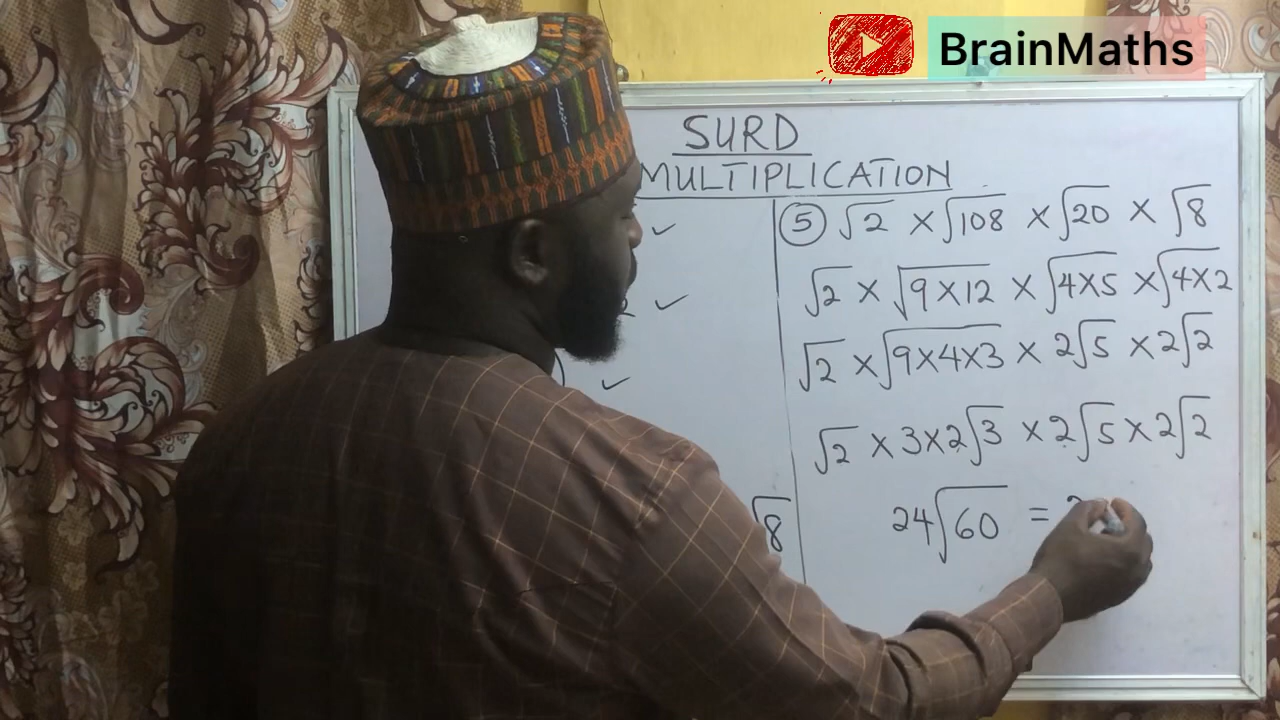 BrainMaths
SURD
MULTIPLICATION
⑤ √2 × √108 × √20 × √8
√2 × √9×12 × √4×5 × √4×2
√2 × √9×4×3 × 2√5 × 2√2
√2 × 3×2√3 × 2√5 × 2√2
√8
24√60 =